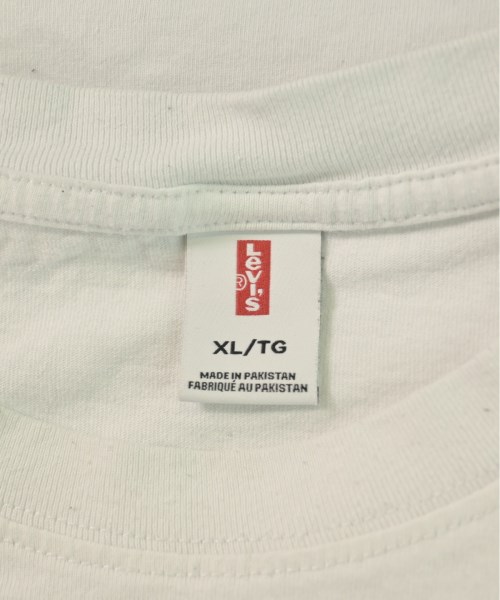 Levi's
®
XL/TG
MADE IN PAKISTAN
FABRIQUÉ AU PAKISTAN